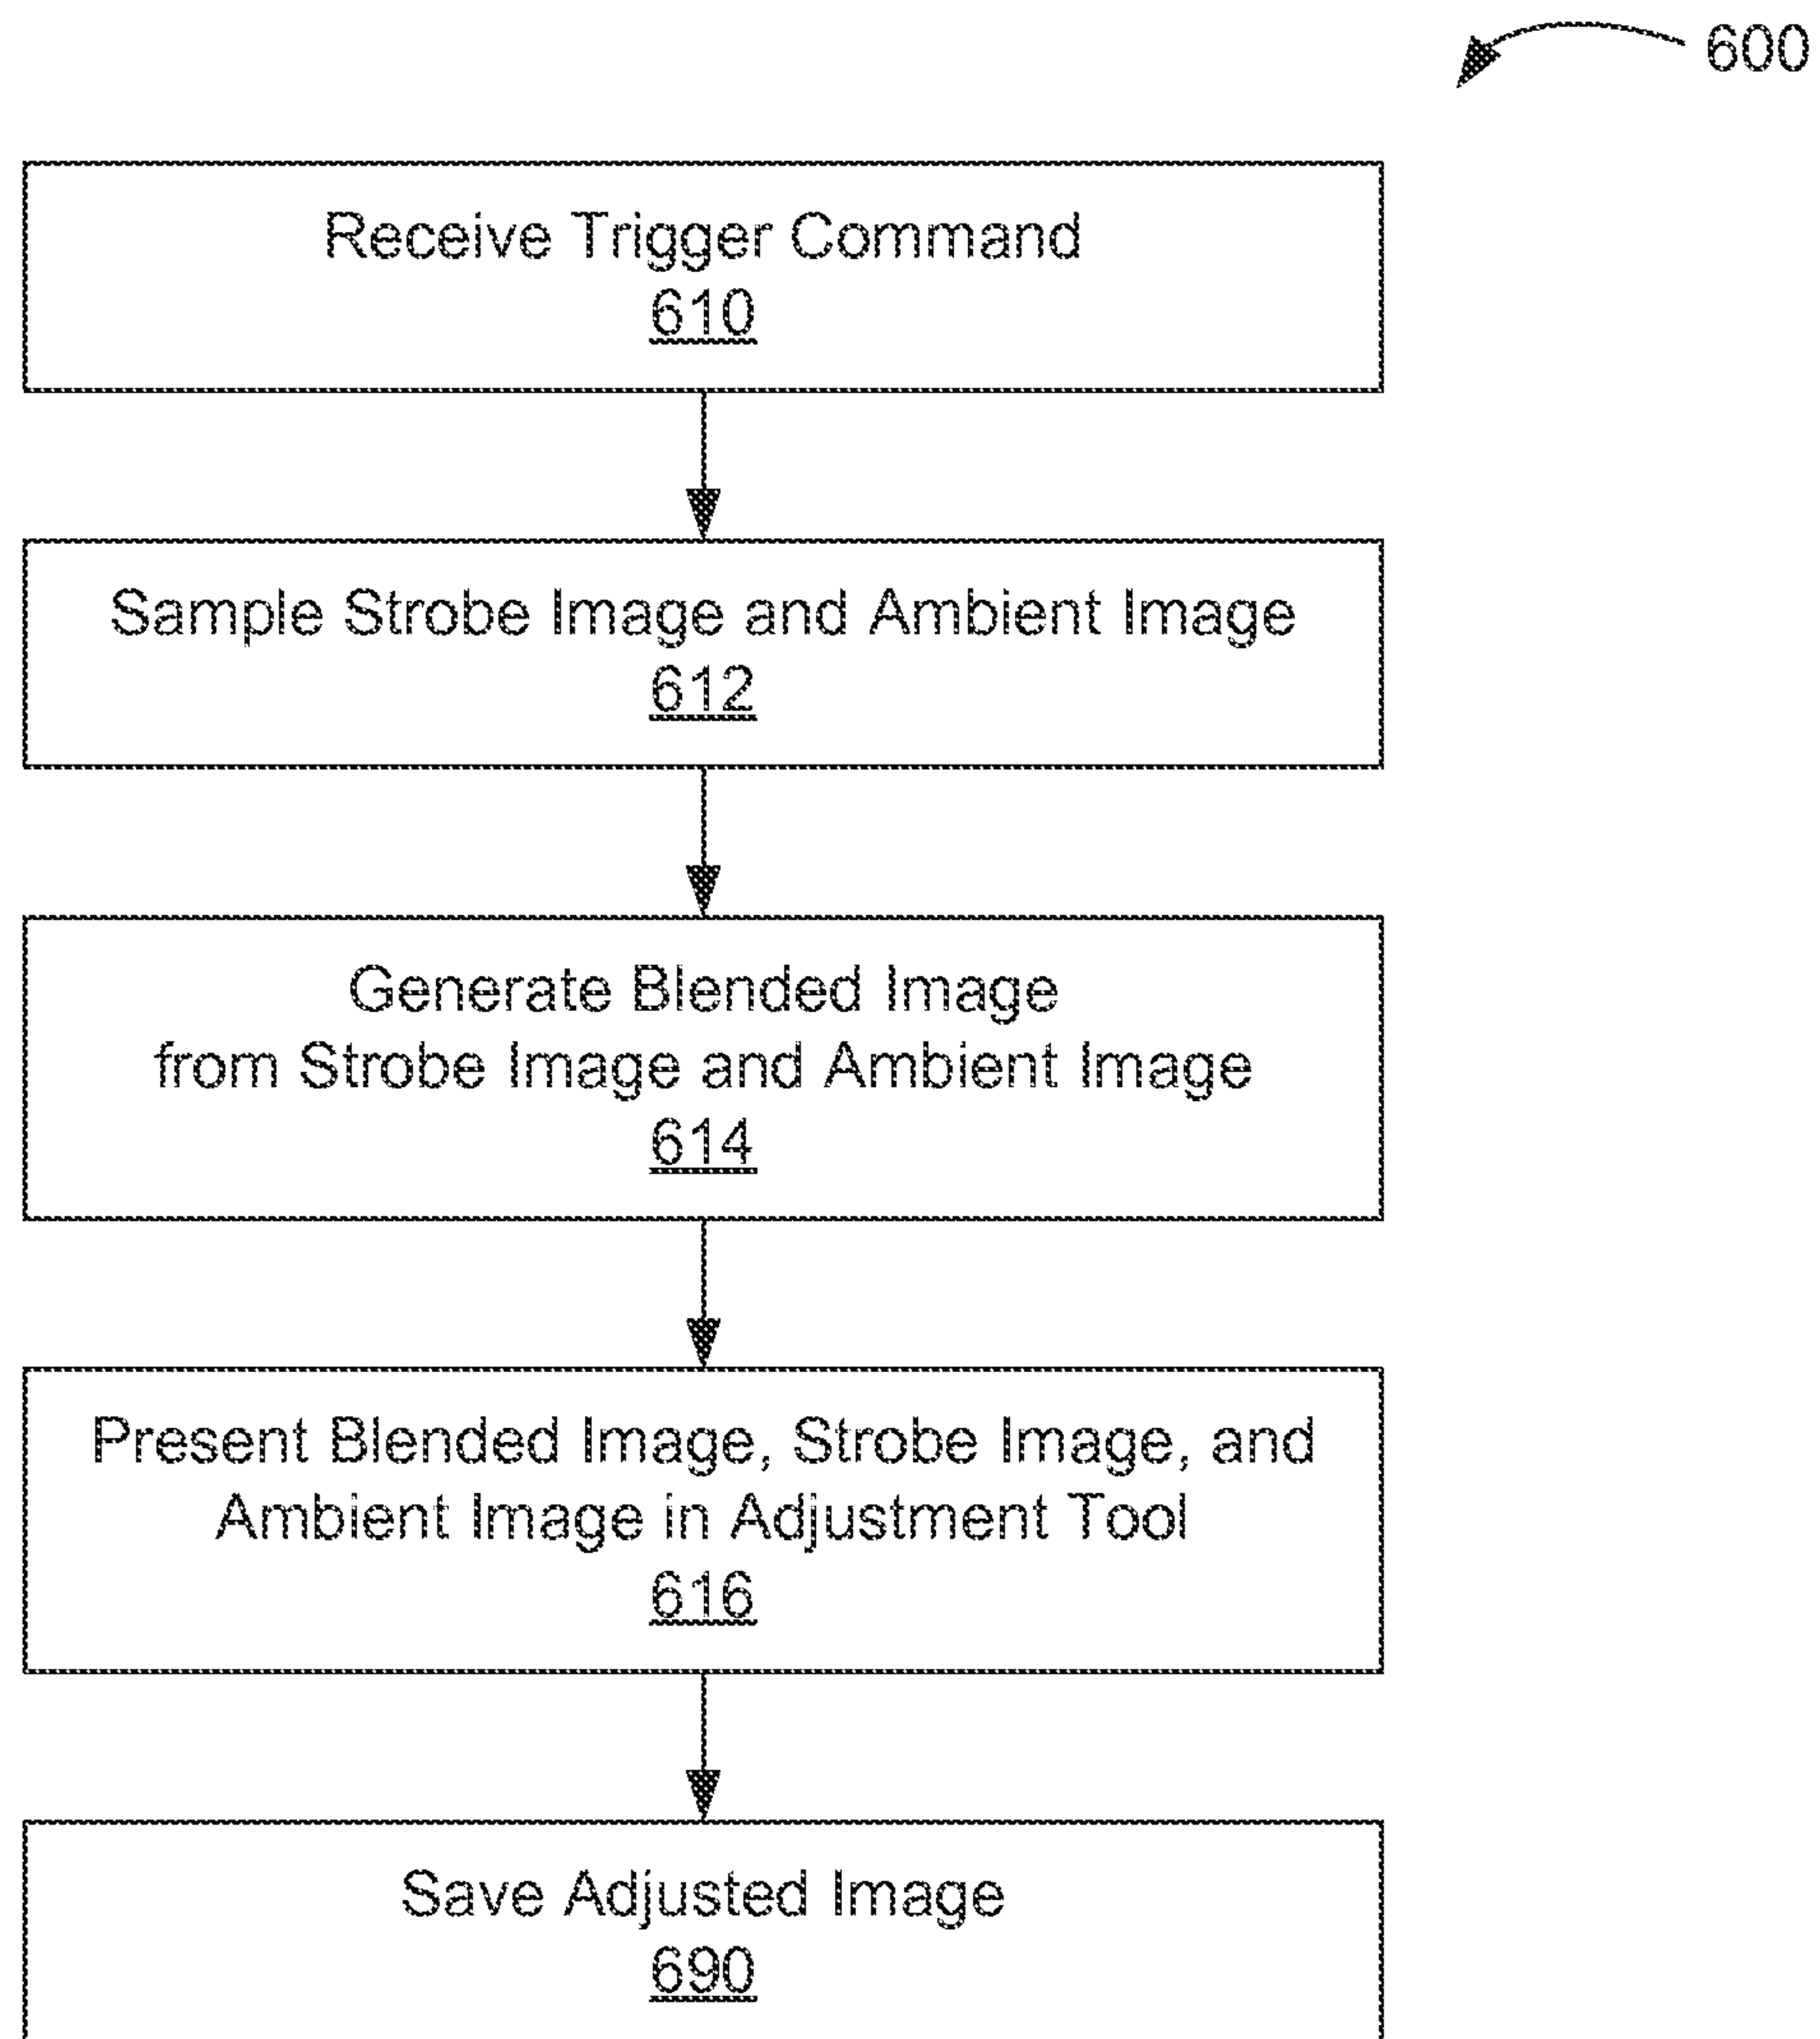 600
Receive Trigger Command
610
Sample Strobe Image and Ambient Image
612
Generate Blended Image
from Strobe Image and Ambient Image
614
Present Blended Image, Strobe Image, and
Ambient Image in Adjustment Tool
616
Save Adjusted Image
690